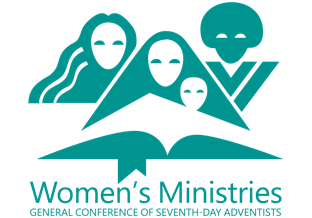 Women's Ministries
GENERAL CONFERENCE OF SEVENTH-DAY ADVENTISTS